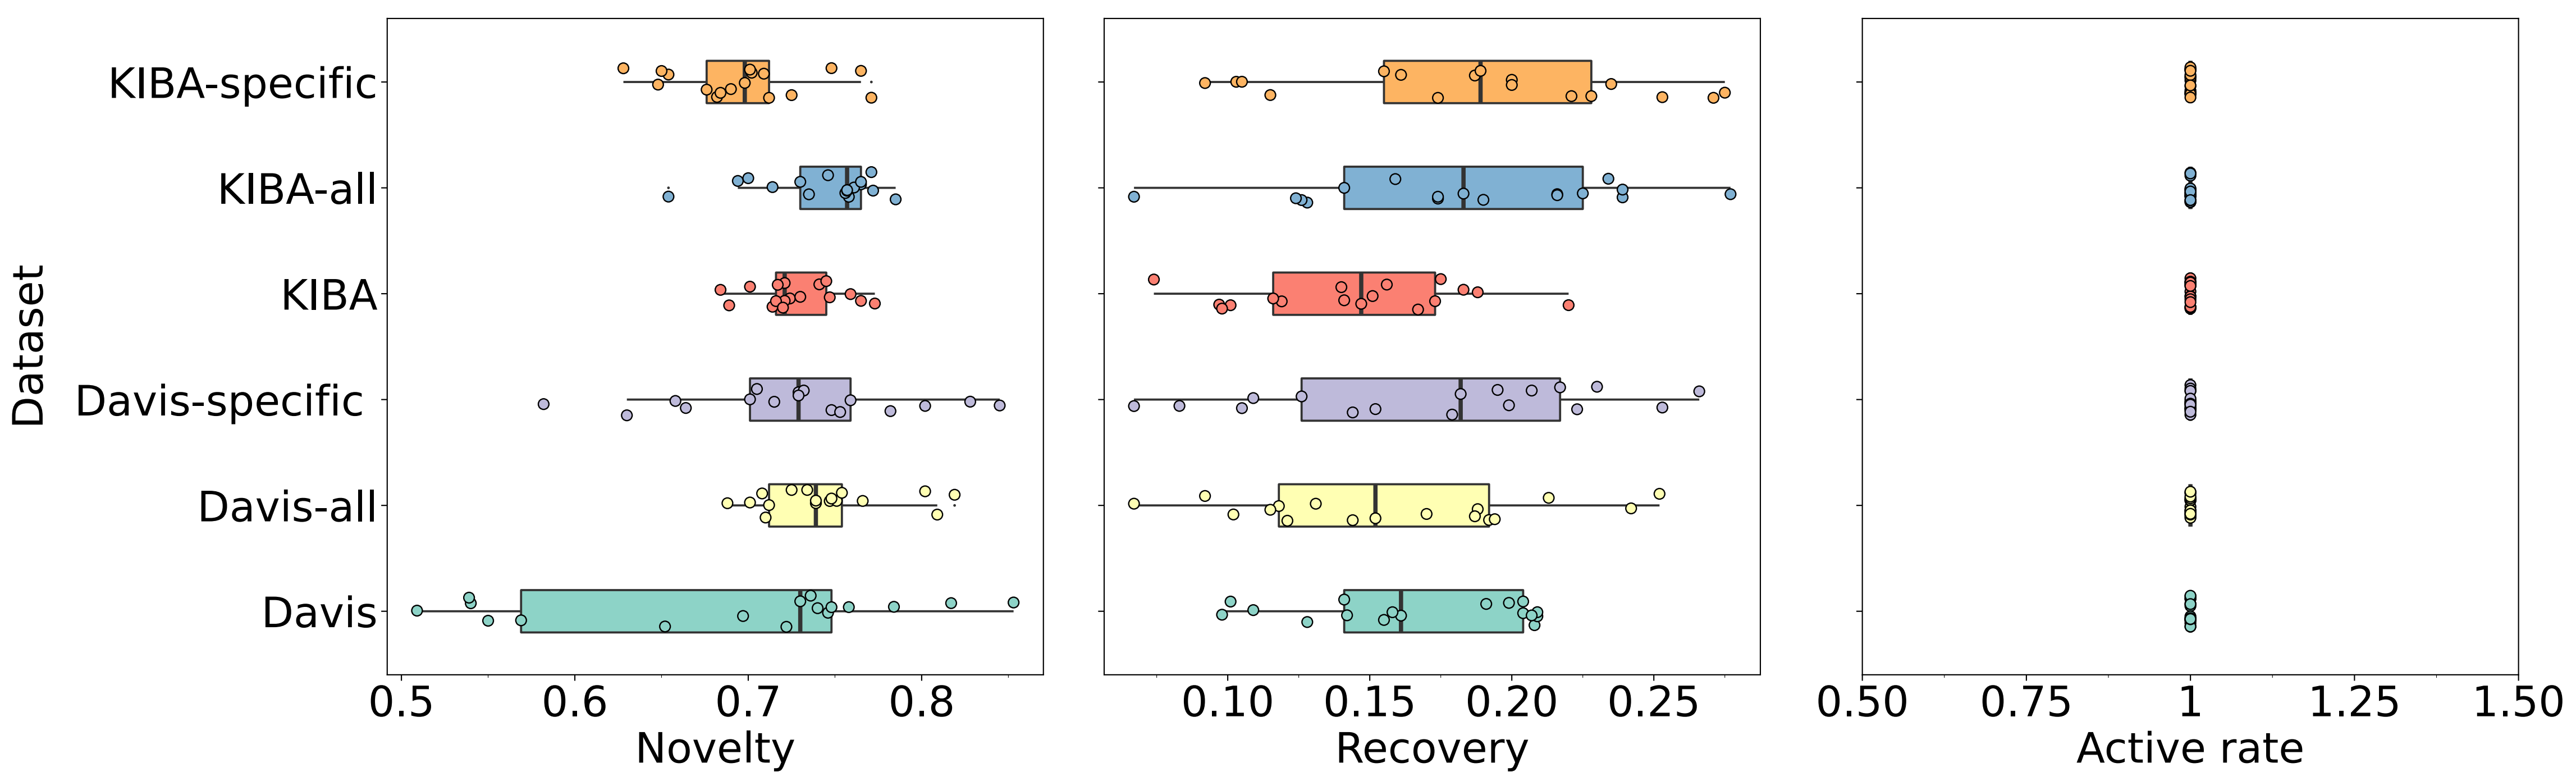 Dataset
KIBA-specific
KIBA-all
KIBA
Davis-specific
Davis-all
Davis
0.5 0.6 0.7 0.8
Novelty
0.10 0.15 0.20 0.25
Recovery
0.50 0.75 1 1.25 1.50
Active rate